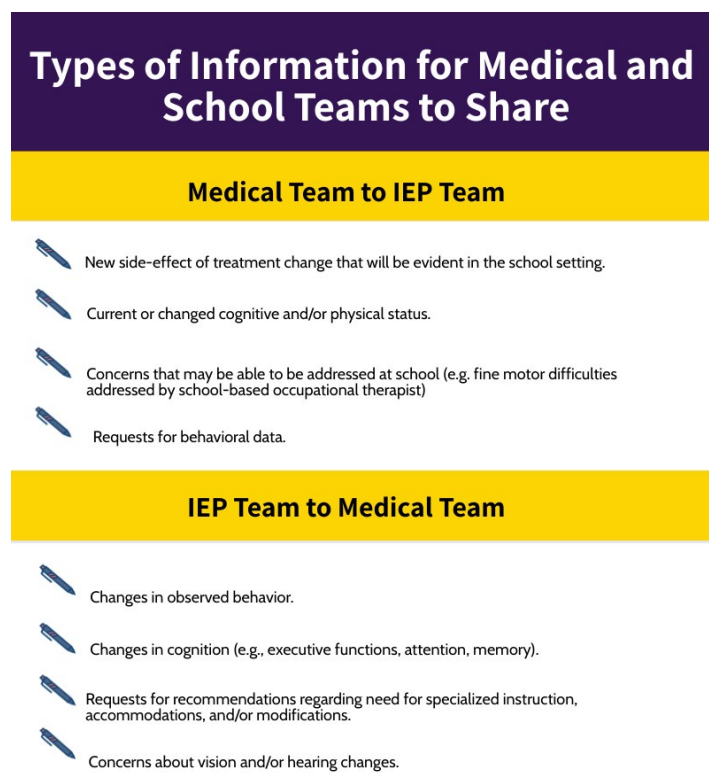 Types of Information for Medical and
School Teams to Share
Medical Team to IEP Team
New side-effect of treatment change that will be evident in the school setting.
Current or changed cognitive and/or physical status.
Concerns that may be able to be addressed at school (e.g. fine motor difficulties
addressed by school-based occupational therapist)
Requests for behavioral data.
IEP Team to Medical Team
Changes in observed behavior.
Changes in cognition (e.g., executive functions, attention, memory).
Requests for recommendations regarding need for specialized instruction,
accommodations, and/or modifications.
Concerns about vision and/or hearing changes.